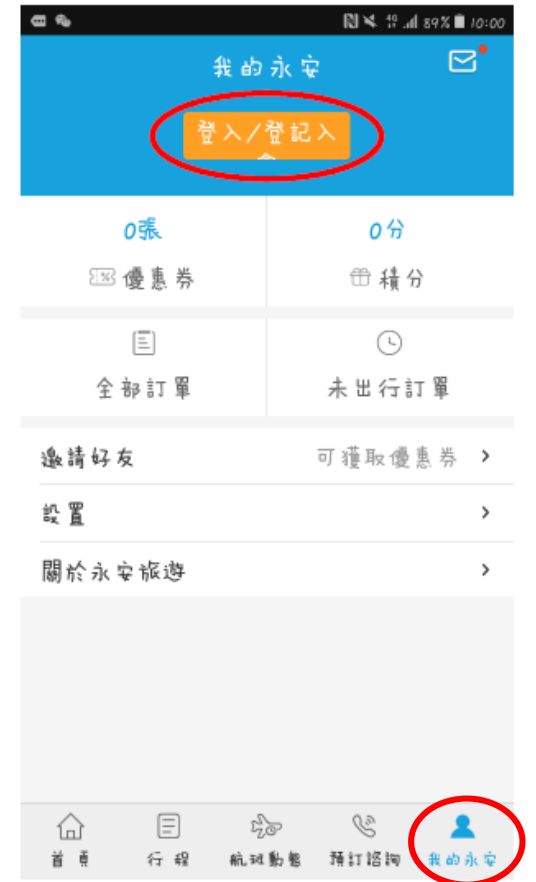 89% 10:00
我的永安
登入/登記入
0張 0分
優惠券 積分
全部訂單 未出行訂單
邀請好友 可獲取優惠券
設置
關於永安旅遊
首頁 行程 航班動態 預訂諮詢 我的永安